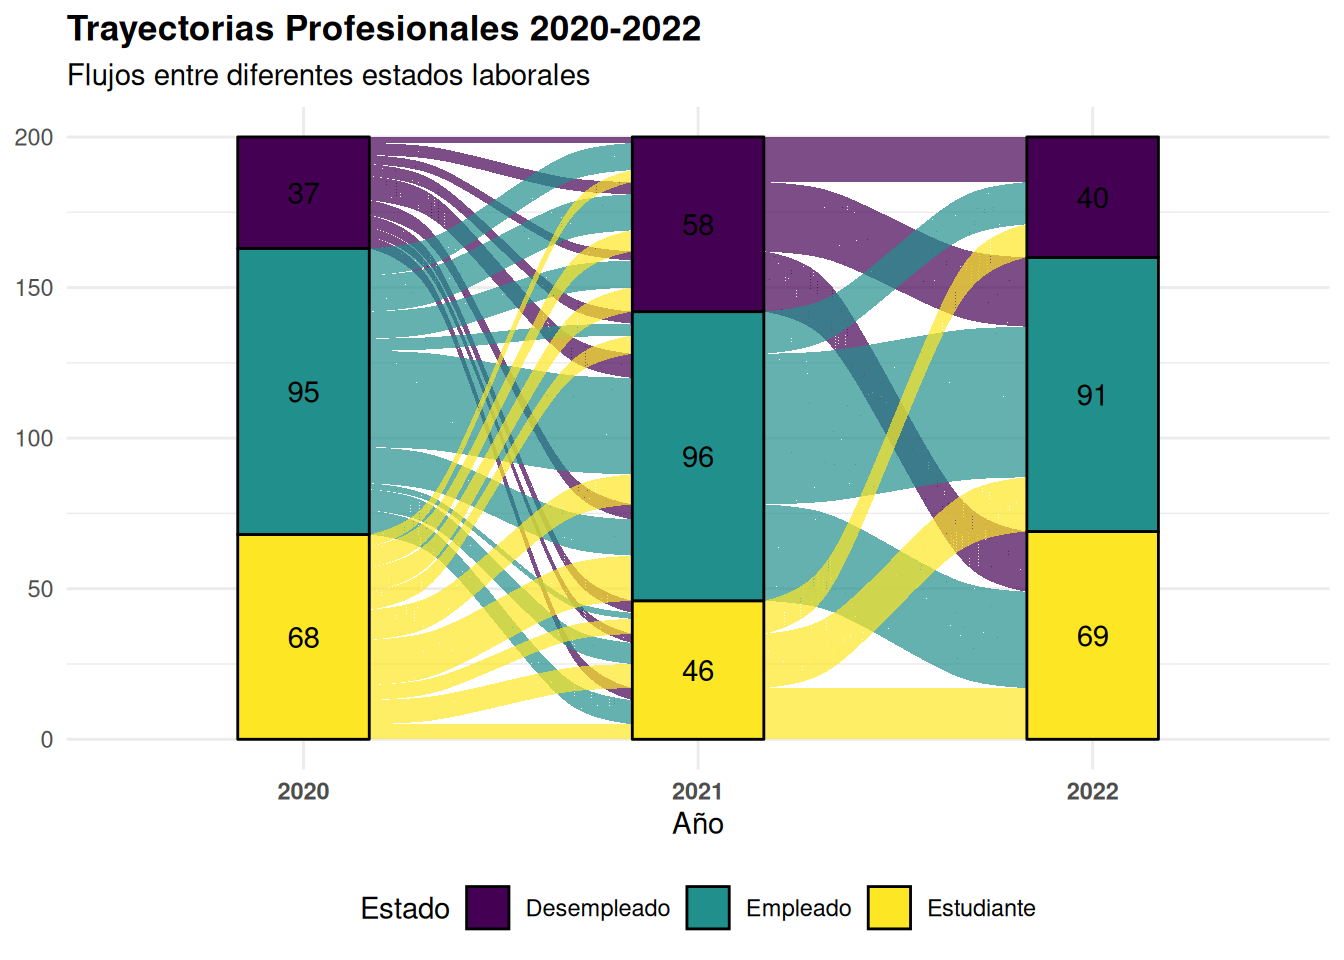 Trayectorias Profesionales 2020-2022
Flujos entre diferentes estados laborales
200
150
100
50
0
37
95
68
58
96
46
40
91
69
2020 2021 2022
Año
Estado Desempleado Empleado Estudiante